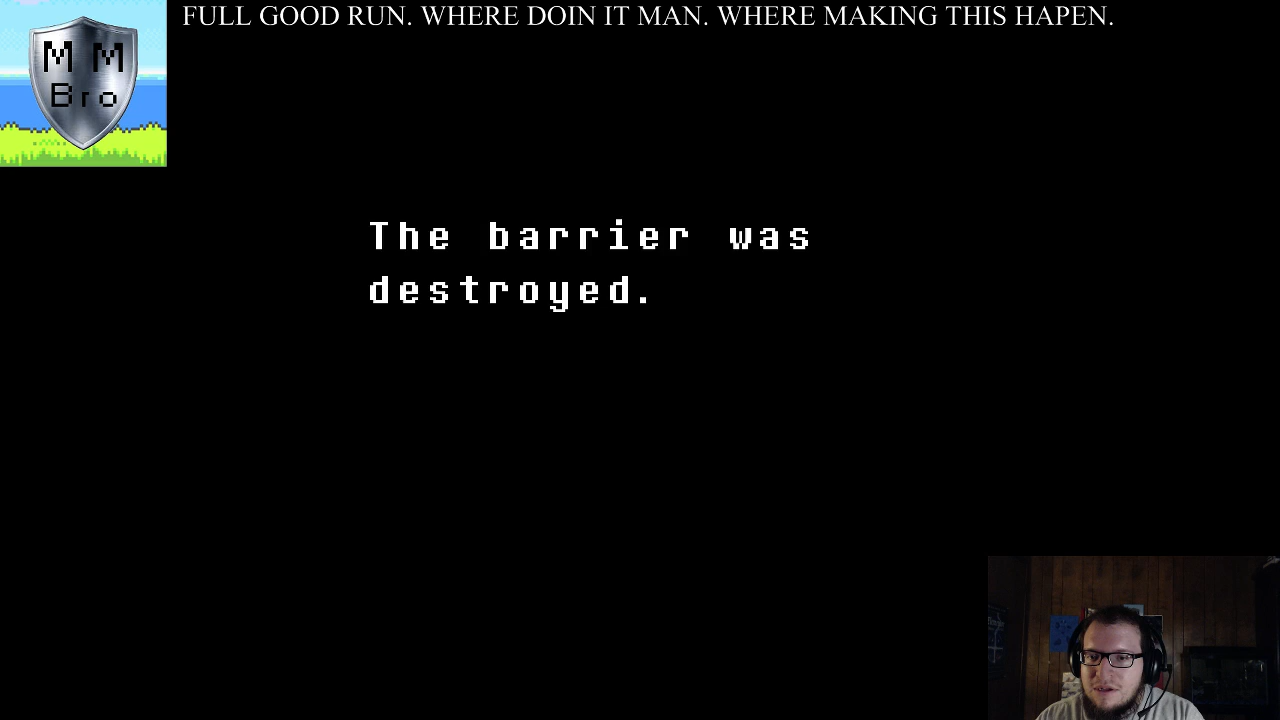 FULL GOOD RUN. WHERE DOIN IT MAN. WHERE MAKING THIS HAPEN.
M M
Bro
The barrier was
destroyed.